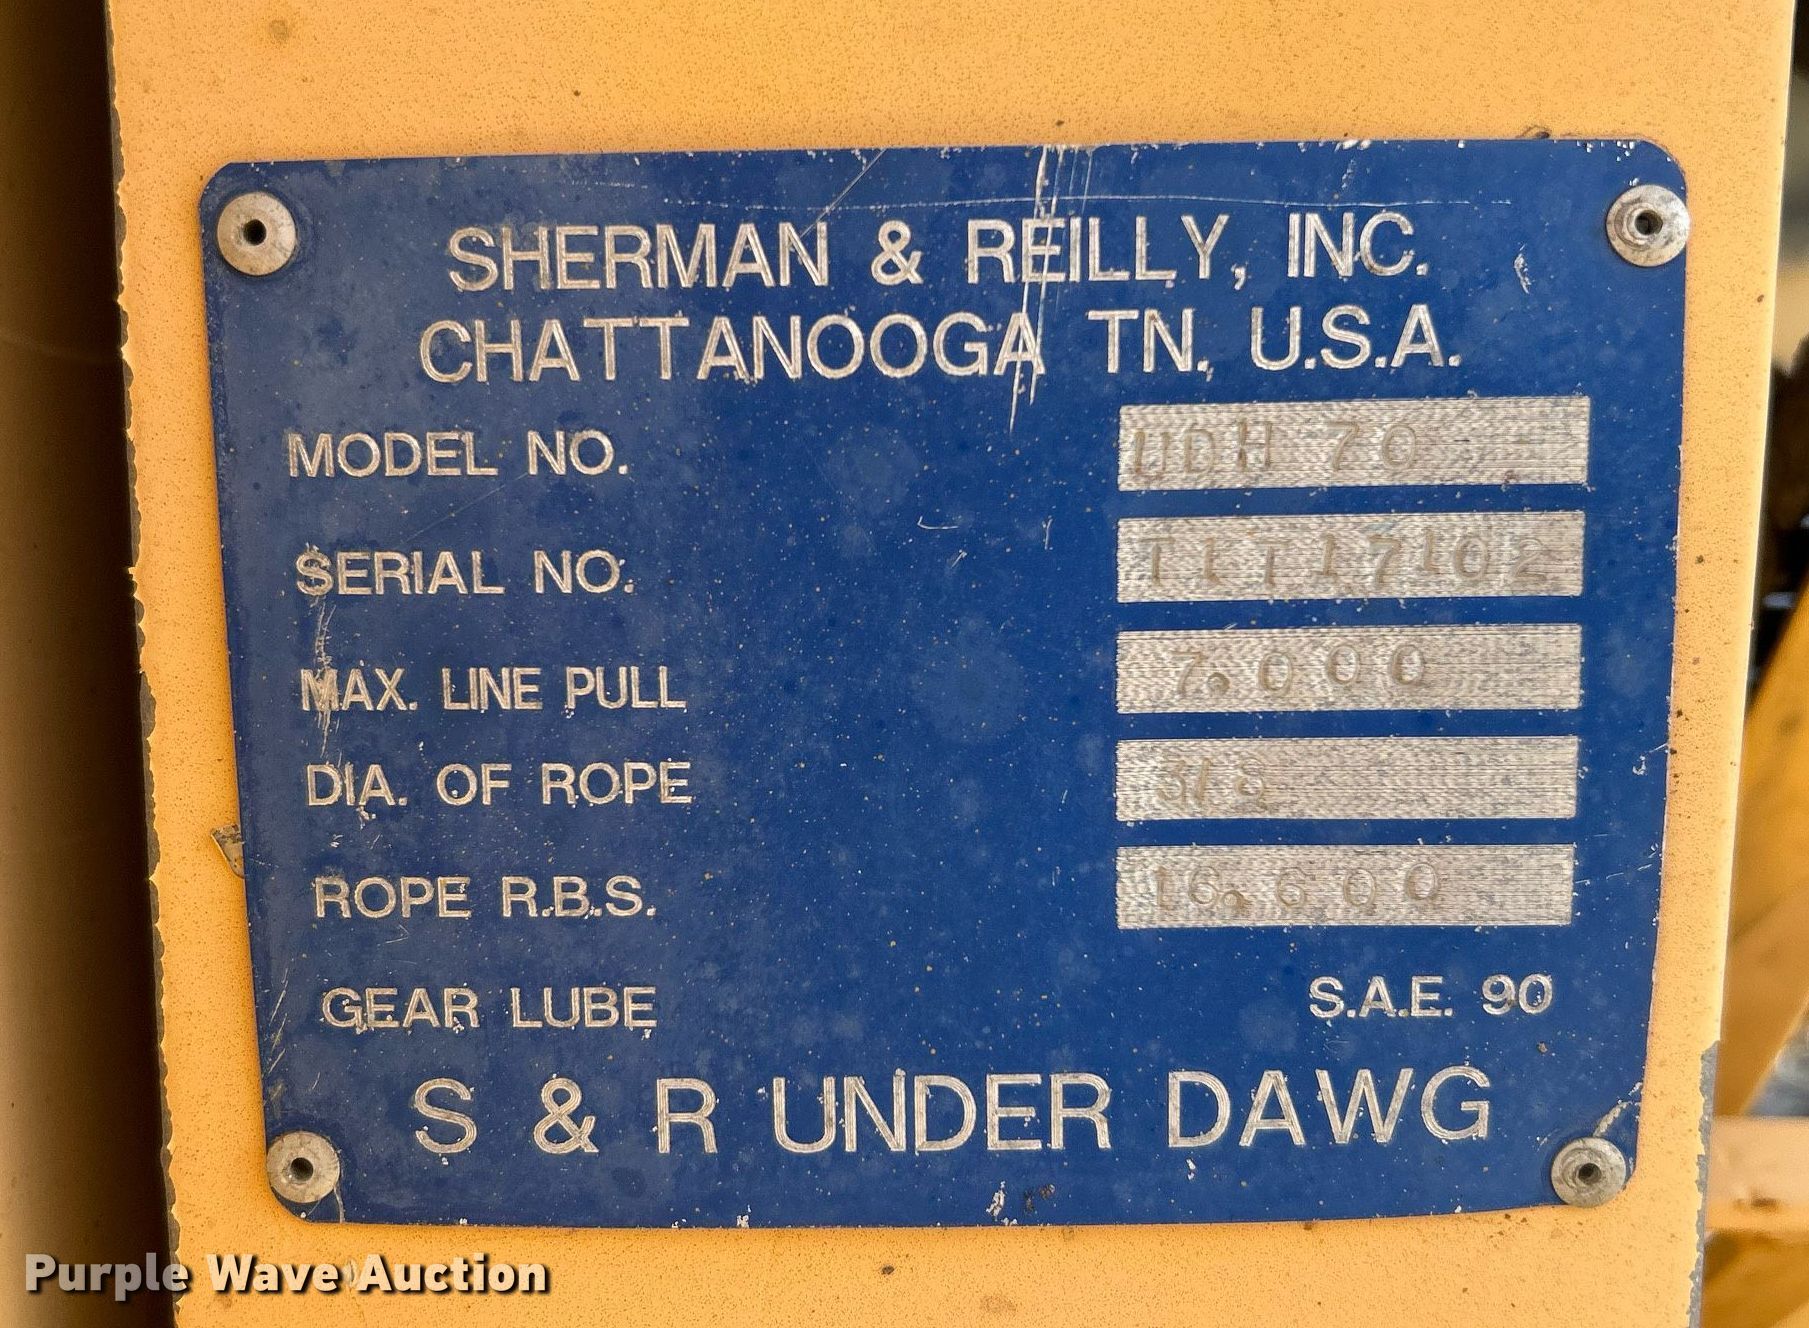 SHERMAN & REILLY, INC.
CHATTANOOGA TN. U.S.A.
MODEL NO. UDH 70
SERIAL NO. T1T17102
MAX. LINE PULL 7.000
DIA. OF ROPE 3/8
ROPE R.B.S. 16.600
GEAR LUBE S.A.E. 90
S & R UNDER DAWG
Purple Wave Auction